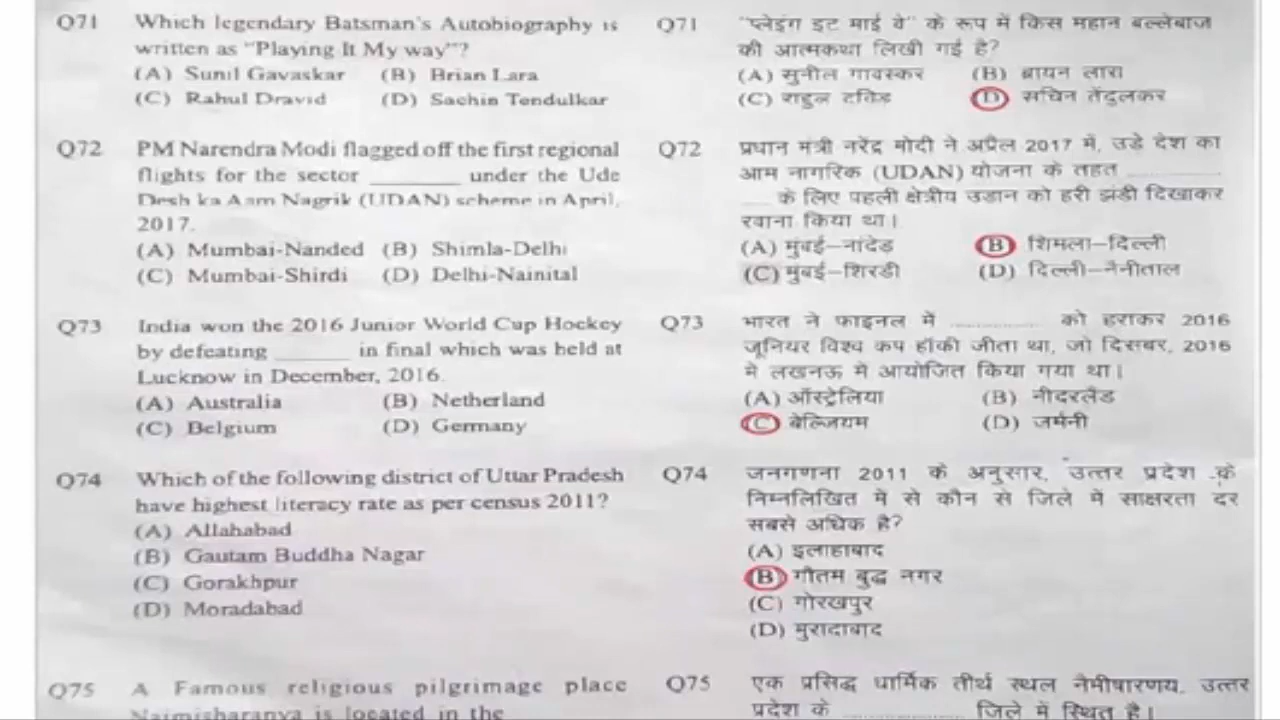 Q71 Which legendary Batsman's Autobiography is
written as "Playing It My way"?
(A) Sunil Gavaskar (B) Brian Lara
(C) Rahul Dravid (D) Sachin Tendulkar
Q72 PM Narendra Modi flagged off the first regional
flights for the sector ________ under the Ude
Desh ka Aam Nagrik (UDAN) scheme in April,
2017.
(A) Mumbai-Nanded (B) Shimla-Delhi
(C) Mumbai-Shirdi (D) Delhi-Nainital
Q73 India won the 2016 Junior World Cup Hockey
by defeating _______ in final which was held at
Lucknow in December, 2016.
(A) Australia (B) Netherland
(C) Belgium (D) Germany
Q74 Which of the following district of Uttar Pradesh
have highest literacy rate as per census 2011?
(A) Allahabad
(B) Gautam Buddha Nagar
(C) Gorakhpur
(D) Moradabad
Q75 A Famous religious pilgrimage place
Naimisharanya is located in the
Q71 "प्लेइंग इट माई वे" के रूप में किस महान बल्लेबाज
की आत्मकथा लिखी गई है?
(A) सुनील गावस्कर (B) ब्रायन लारा
(C) राहुल द्रविड़ (D) सचिन तेंदुलकर
Q72 प्रधान मंत्री नरेंद्र मोदी ने अप्रैल 2017 में, उडे देश का
आम नागरिक (UDAN) योजना के तहत ..............
.... के लिए पहली क्षेत्रीय उडान को हरी झंडी दिखाकर
रवाना किया था।
(A) मुंबई–नांदेड़ (B) शिमला–दिल्ली
(C) मुंबई–शिरडी (D) दिल्ली–नैनीताल
Q73 भारत ने फाइनल में .............. को हराकर 2016
जूनियर विश्व कप हॉकी जीता था, जो दिसंबर, 2016
मे लखनऊ मे आयोजित किया गया था।
(A) ऑस्ट्रेलिया (B) नीदरलैंड
(C) बेल्जियम (D) जर्मनी
Q74 जनगणना 2011 के अनुसार, उत्तर प्रदेश के
निम्नलिखित में से कौन से जिले में साक्षरता दर
सबसे अधिक है?
(A) इलाहाबाद
(B) गौतम बुद्ध नगर
(C) गोरखपुर
(D) मुरादाबाद
Q75 एक प्रसिद्ध धार्मिक तीर्थ स्थल नैमीषारणय, उत्तर
प्रदेश के .............. जिले में स्थित है।